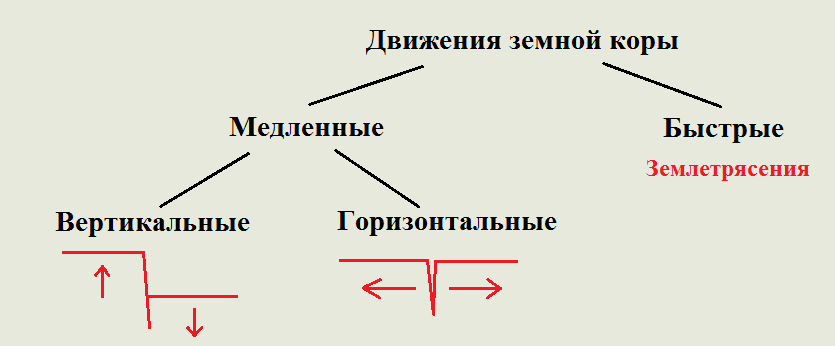 Движения земной коры
Медленные
Быстрые
Землетрясения
Вертикальные
Горизонтальные